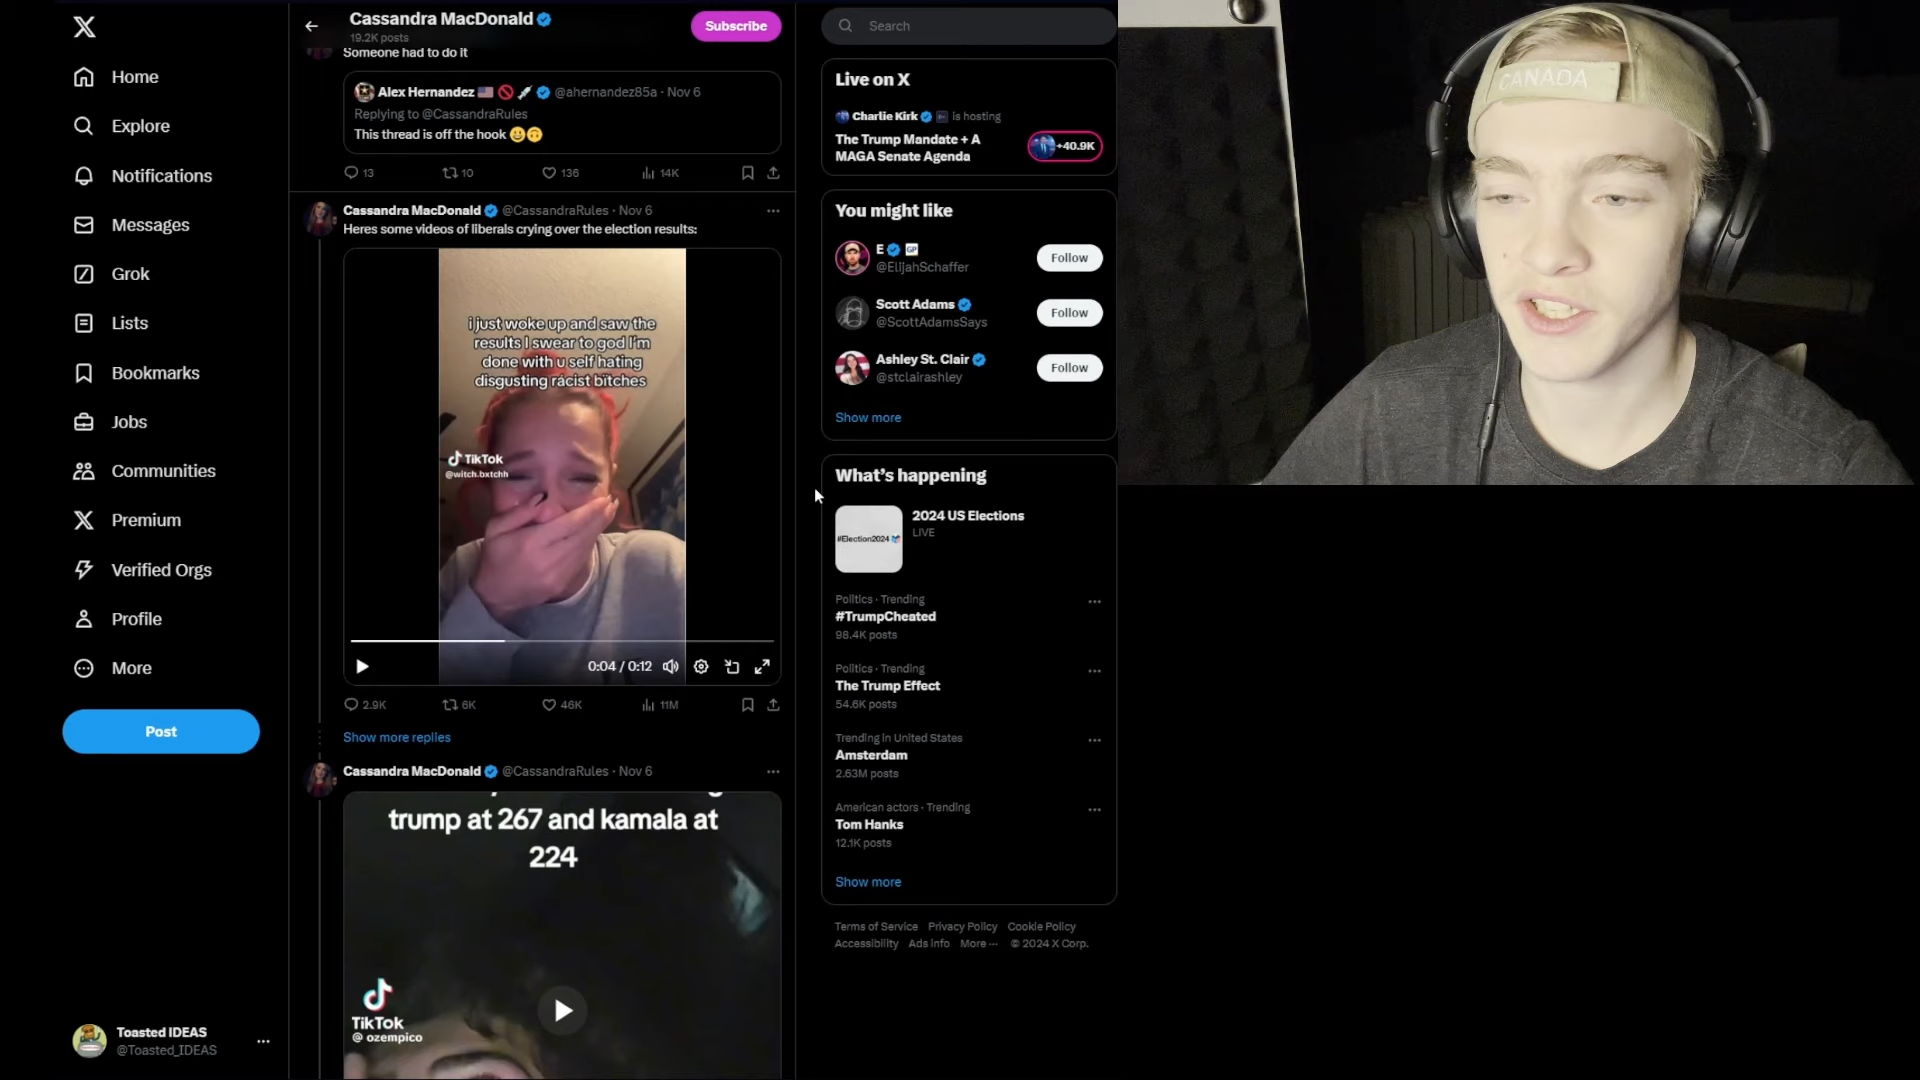 Home
Explore
Notifications
Messages
Grok
Lists
Bookmarks
Jobs
Communities
Premium
Verified Orgs
Profile
More
Post
Toasted IDEAS
@Toasted_IDEAS
Cassandra MacDonald
19.2K posts
Subscribe
Someone had to do it
Alex Hernandez @ahernandez85a · Nov 6
Replying to @CassandraRules
This thread is off the hook
13 10 136 14K
Cassandra MacDonald @CassandraRules · Nov 6
Heres some videos of liberals crying over the election results:
i just woke up and saw the
results I swear to god I'm
done with u self hating
disgusting racist bitches
TikTok
@witch.bxtchh
0:04 / 0:12
2.9K 6K 46K 11M
Show more replies
Cassandra MacDonald @CassandraRules · Nov 6
trump at 267 and kamala at
224
TikTok
@ ozempico
Search
Live on X
Charlie Kirk is hosting
The Trump Mandate + A
MAGA Senate Agenda
+40.9K
You might like
E GP
@ElijahSchaffer
Follow
Scott Adams
@ScottAdamsSays
Follow
Ashley St. Clair
@stclairashley
Follow
Show more
What's happening
#Election2024
2024 US Elections
LIVE
Politics · Trending
#TrumpCheated
98.4K posts
Politics · Trending
The Trump Effect
54.6K posts
Trending in United States
Amsterdam
2.63M posts
American actors · Trending
Tom Hanks
12.1K posts
Show more
Terms of Service Privacy Policy Cookie Policy
Accessibility Ads info More ··· © 2024 X Corp.
CANADA